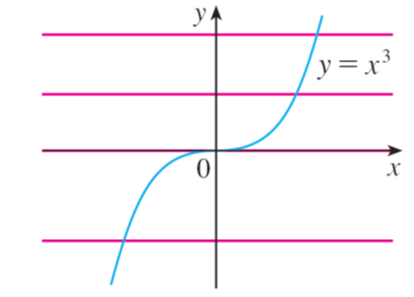 y
y = x³
0
x